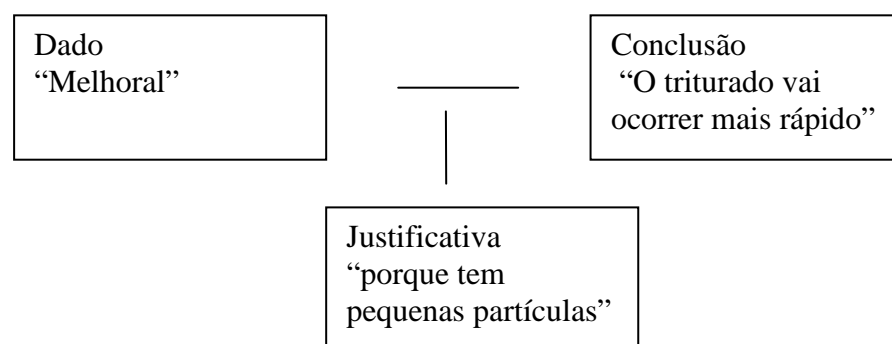 Dado
“Melhoral”
Conclusão
“O triturado vai
ocorrer mais rápido”
Justificativa
“porque tem
pequenas partículas”